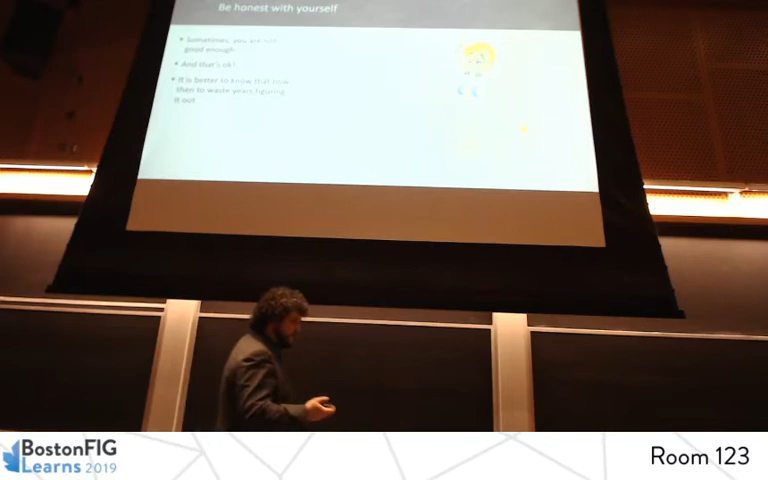 Be honest with yourself
• Sometimes, you are not
good enough
• And that's ok!
• It is better to know that now
then to waste years figuring
it out
BostonFIG
Learns 2019
Room 123